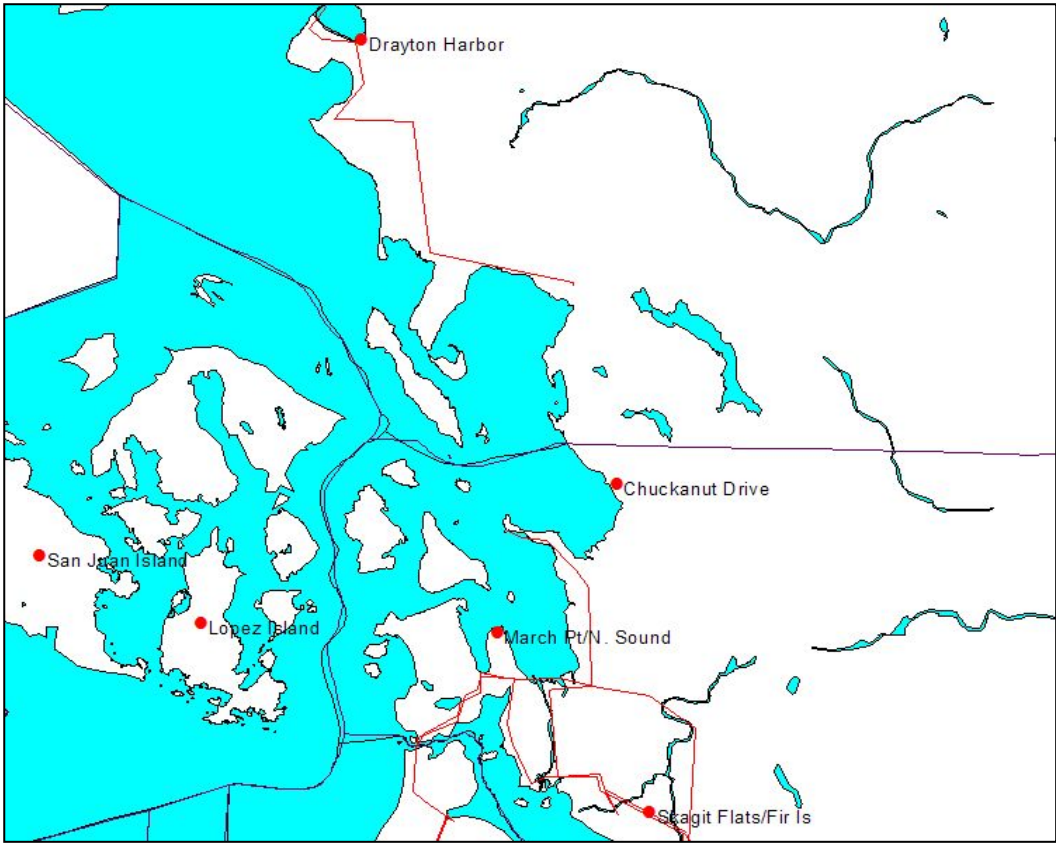 Drayton Harbor
Chuckanut Drive
San Juan Island
Lopez Island
March Pt/N. Sound
Skagit Flats/Fir Is